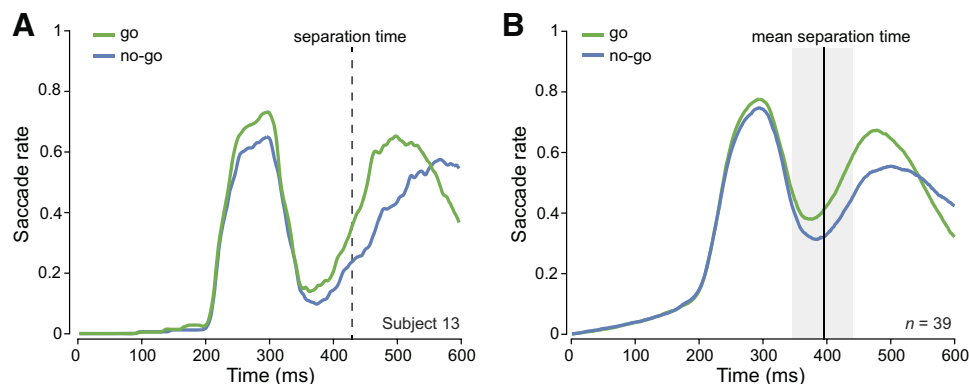 A
go
no-go
separation time
1
0.8
0.6
0.4
0.2
0
Saccade rate
Subject 13
0 100 200 300 400 500 600
Time (ms)
B
go
no-go
mean separation time
1
0.8
0.6
0.4
0.2
0
Saccade rate
n = 39
0 100 200 300 400 500 600
Time (ms)